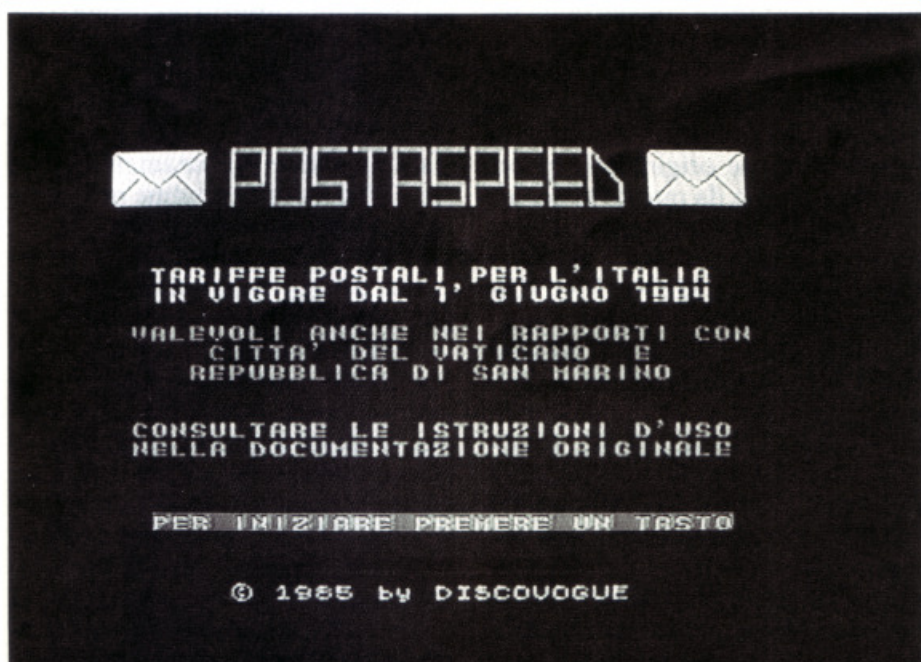 POSTASPEED
TARIFFE POSTALI PER L'ITALIA
IN VIGORE DAL 1' GIUGNO 1984
VALEVOLI ANCHE NEI RAPPORTI CON
CITTA' DEL VATICANO E
REPUBBLICA DI SAN MARINO
CONSULTARE LE ISTRUZIONI D'USO
NELLA DOCUMENTAZIONE ORIGINALE
PER INIZIARE PREMERE UN TASTO
© 1985 by DISCOVOGUE